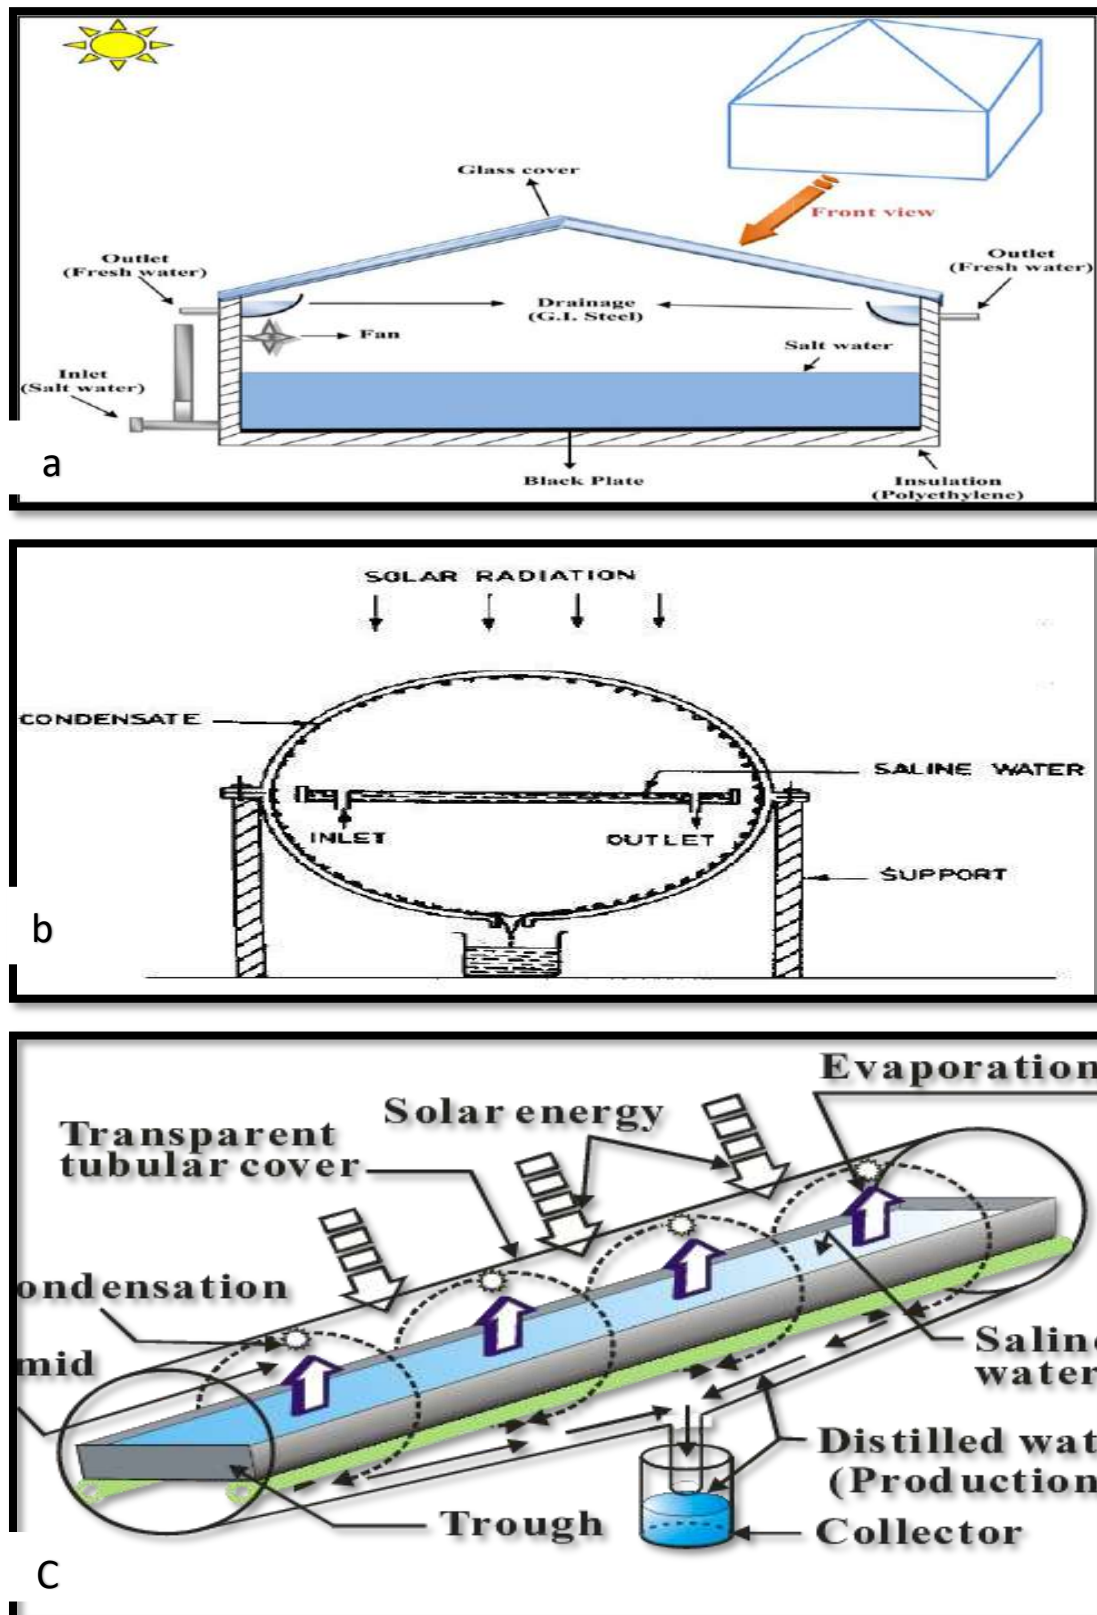 Glass cover
Front view
Outlet
(Fresh water)
Outlet
(Fresh water)
Drainage
(G.I. Steel)
Fan
Salt water
Inlet
(Salt water)
a
Black Plate
Insulation
(Polyethylene)
SOLAR RADIATION
CONDENSATE
SALINE WATER
INLET
OUTLET
SUPPORT
b
Evaporation
Solar energy
Transparent
tubular cover
ondensation
mid
Saline
water
Distilled wat
(Production
Trough
Collector
C